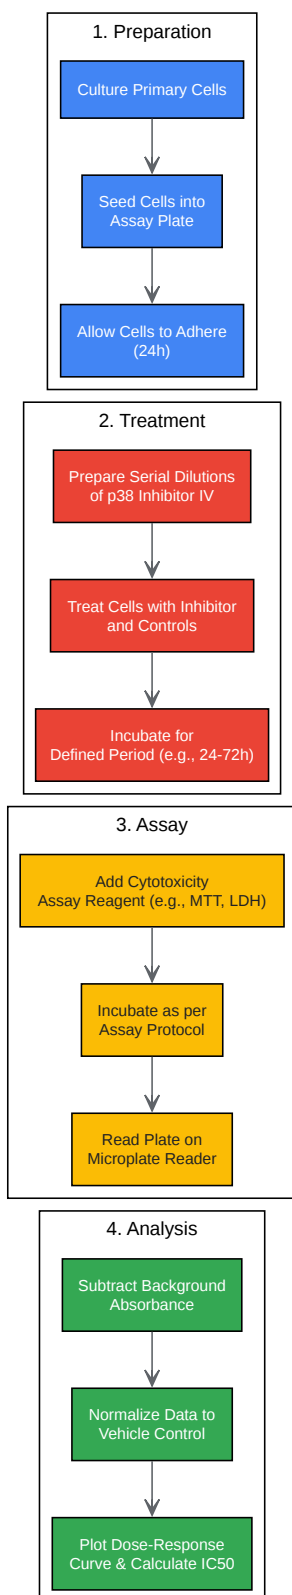 1. Preparation
Culture Primary Cells
Seed Cells into
Assay Plate
Allow Cells to Adhere
(24h)
2. Treatment
Prepare Serial Dilutions
of p38 Inhibitor IV
Treat Cells with Inhibitor
and Controls
Incubate for
Defined Period (e.g., 24-72h)
3. Assay
Add Cytotoxicity
Assay Reagent (e.g., MTT, LDH)
Incubate as per
Assay Protocol
Read Plate on
Microplate Reader
4. Analysis
Subtract Background
Absorbance
Normalize Data to
Vehicle Control
Plot Dose-Response
Curve & Calculate IC50